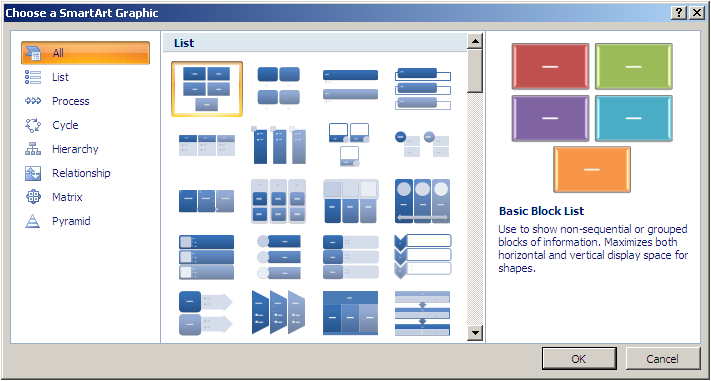 Choose a SmartArt Graphic
All
List
Process
Cycle
Hierarchy
Relationship
Matrix
Pyramid
List
Basic Block List
Use to show non-sequential or grouped
blocks of information. Maximizes both
horizontal and vertical display space for
shapes.
OK
Cancel